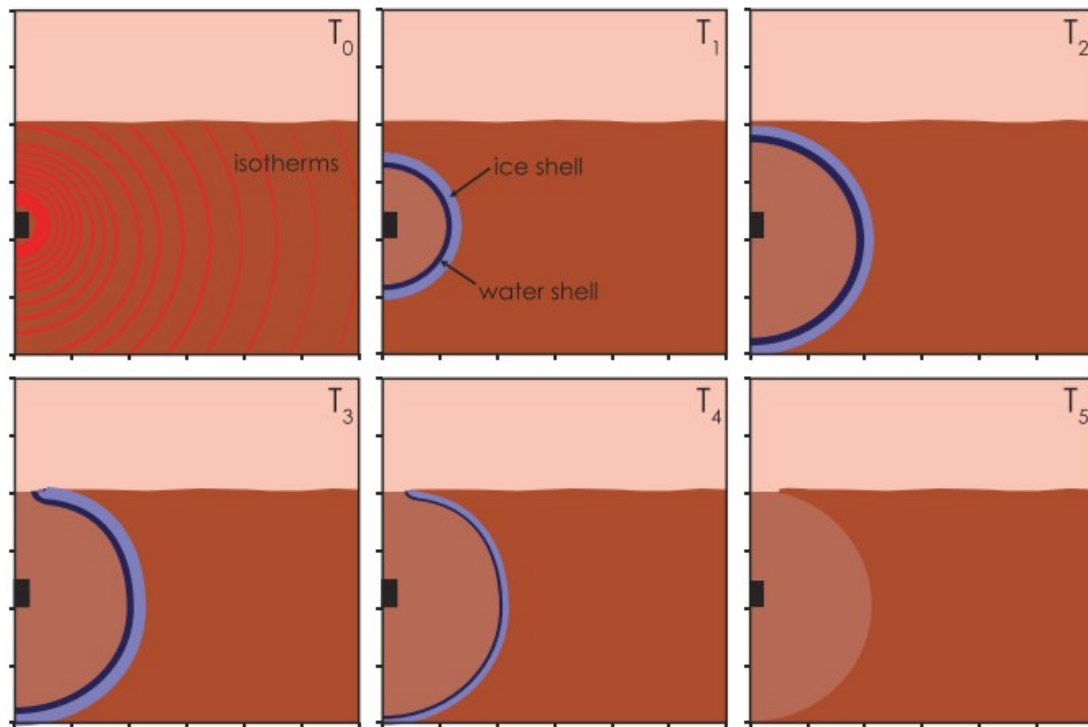 T₀
isotherms
T₁
ice shell
water shell
T₂
T₃
T₄
T₅